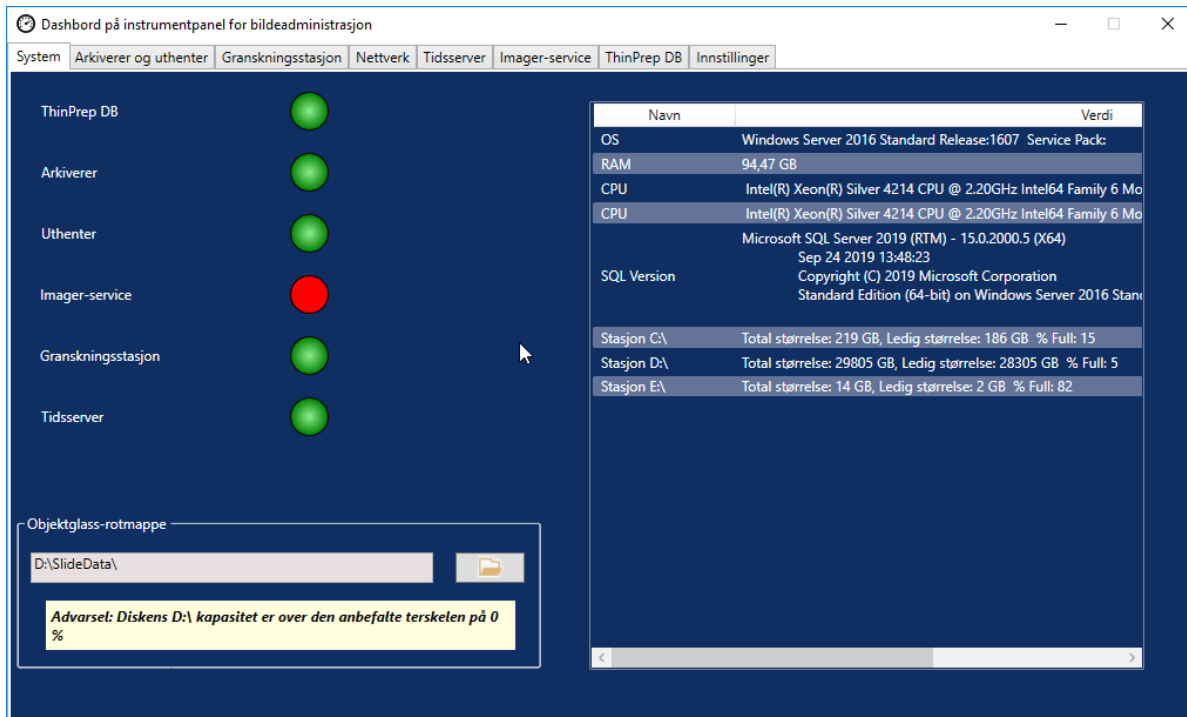 Dashbord på instrumentpanel for bildeadministrasjon
System Arkiverer og uthenter Granskningsstasjon Nettverk Tidsserver Imager-service ThinPrep DB Innstillinger
ThinPrep DB
Arkiverer
Uthenter
Imager-service
Granskningsstasjon
Tidsserver
Objektglass-rotmappe
D:\SlideData\
Advarsel: Diskens D:\ kapasitet er over den anbefalte terskelen på 0
%
Navn Verdi
OS Windows Server 2016 Standard Release:1607 Service Pack:
RAM 94,47 GB
CPU Intel(R) Xeon(R) Silver 4214 CPU @ 2.20GHz Intel64 Family 6 Mo
CPU Intel(R) Xeon(R) Silver 4214 CPU @ 2.20GHz Intel64 Family 6 Mo
Microsoft SQL Server 2019 (RTM) - 15.0.2000.5 (X64)
Sep 24 2019 13:48:23
SQL Version Copyright (C) 2019 Microsoft Corporation
Standard Edition (64-bit) on Windows Server 2016 Stan
Stasjon C:\ Total størrelse: 219 GB, Ledig størrelse: 186 GB % Full: 15
Stasjon D:\ Total størrelse: 29805 GB, Ledig størrelse: 28305 GB % Full: 5
Stasjon E:\ Total størrelse: 14 GB, Ledig størrelse: 2 GB % Full: 82